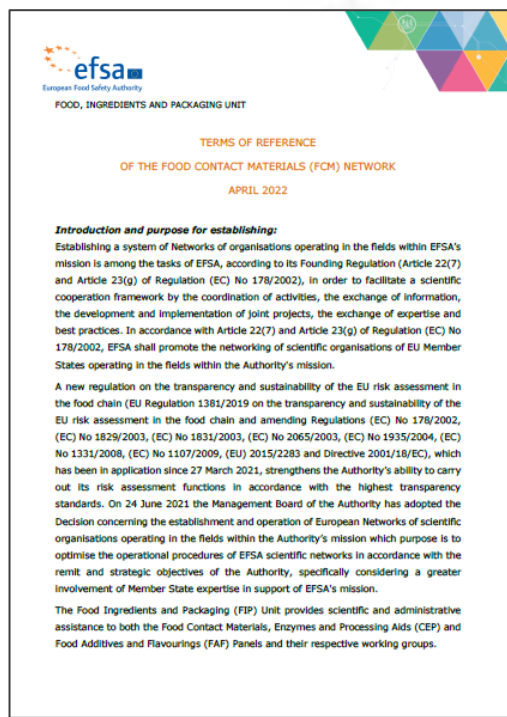 efsa
European Food Safety Authority
FOOD, INGREDIENTS AND PACKAGING UNIT
TERMS OF REFERENCE
OF THE FOOD CONTACT MATERIALS (FCM) NETWORK
APRIL 2022
Introduction and purpose for establishing:
Establishing a system of Networks of organisations operating in the fields within EFSA's
mission is among the tasks of EFSA, according to its Founding Regulation (Article 22(7)
and Article 23(g) of Regulation (EC) No 178/2002), in order to facilitate a scientific
cooperation framework by the coordination of activities, the exchange of information,
the development and implementation of joint projects, the exchange of expertise and
best practices. In accordance with Article 22(7) and Article 23(g) of Regulation (EC) No
178/2002, EFSA shall promote the networking of scientific organisations of EU Member
States operating in the fields within the Authority's mission.
A new regulation on the transparency and sustainability of the EU risk assessment in
the food chain (EU Regulation 1381/2019 on the transparency and sustainability of the
EU risk assessment in the food chain and amending Regulations (EC) No 178/2002,
(EC) No 1829/2003, (EC) No 1831/2003, (EC) No 2065/2003, (EC) No 1935/2004, (EC)
No 1331/2008, (EC) No 1107/2009, (EU) 2015/2283 and Directive 2001/18/EC), which
has been in application since 27 March 2021, strengthens the Authority's ability to carry
out its risk assessment functions in accordance with the highest transparency
standards. On 24 June 2021 the Management Board of the Authority has adopted the
Decision concerning the establishment and operation of European Networks of scientific
organisations operating in the fields within the Authority's mission which purpose is to
optimise the operational procedures of EFSA scientific networks in accordance with the
remit and strategic objectives of the Authority, specifically considering a greater
involvement of Member State expertise in support of EFSA's mission.
The Food Ingredients and Packaging (FIP) Unit provides scientific and administrative
assistance to both the Food Contact Materials, Enzymes and Processing Aids (CEP) and
Food Additives and Flavourings (FAF) Panels and their respective working groups.